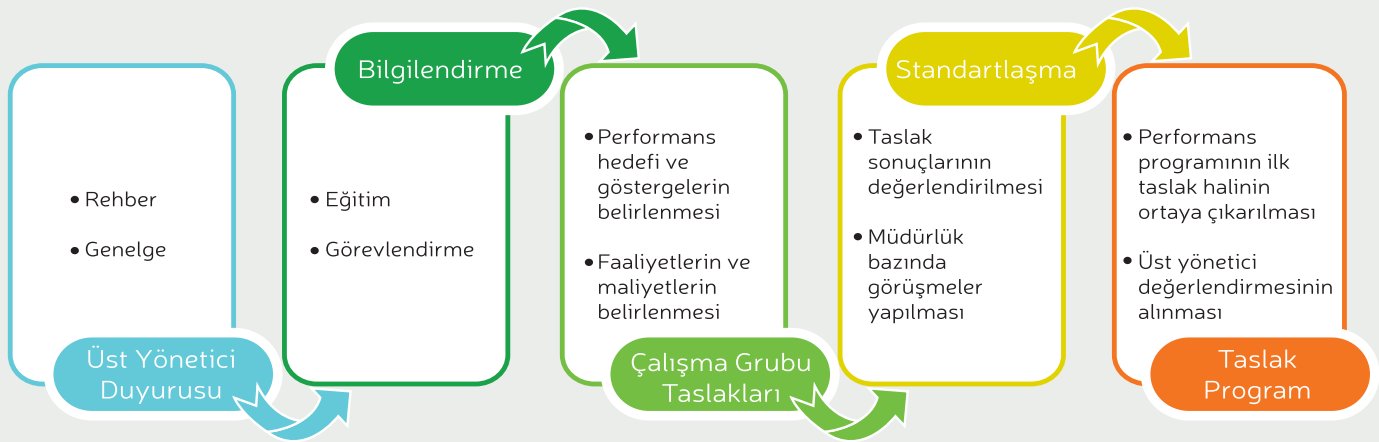 • Rehber
• Genelge
Üst Yönetici
Duyurusu
Bilgilendirme
• Eğitim
• Görevlendirme
• Performans
hedefi ve
göstergelerin
belirlenmesi
• Faaliyetlerin ve
maliyetlerin
belirlenmesi
Çalışma Grubu
Taslakları
Standartlaşma
• Taslak
sonuçlarının
değerlendirilmesi
• Müdürlük
bazında
görüşmeler
yapılması
• Performans
programının ilk
taslak halinin
ortaya çıkarılması
• Üst yönetici
değerlendirmesinin
alınması
Taslak
Program